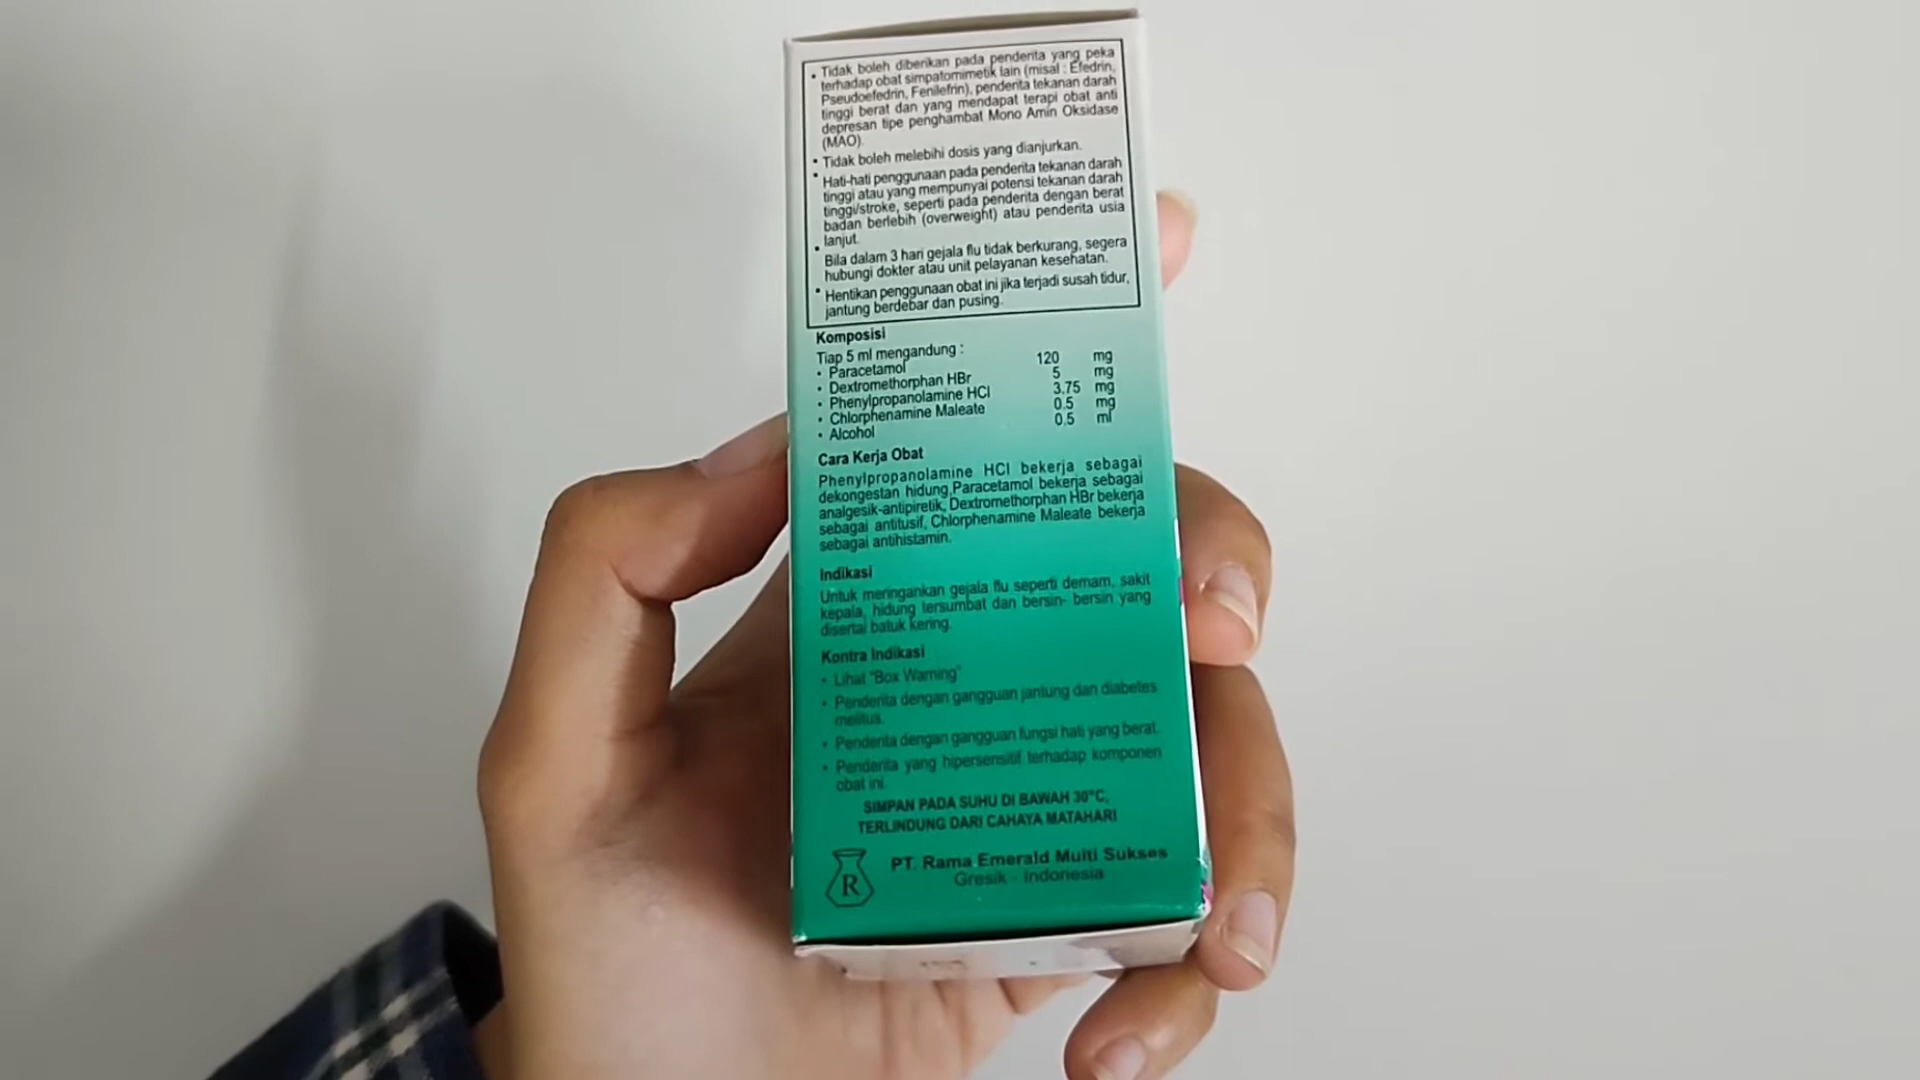 • Tidak boleh diberikan pada penderita yang peka
terhadap obat simpatomimetik lain (misal : Efedrin,
Pseudoefedrin, Fenilefrin), penderita tekanan darah
tinggi berat dan yang mendapat terapi obat anti
depresan tipe penghambat Mono Amin Oksidase
(MAO).
• Tidak boleh melebihi dosis yang dianjurkan.
• Hati-hati penggunaan pada penderita tekanan darah
tinggi atau yang mempunyai potensi tekanan darah
tinggi/stroke, seperti pada penderita dengan berat
badan berlebih (overweight) atau penderita usia
lanjut.
• Bila dalam 3 hari gejala flu tidak berkurang, segera
hubungi dokter atau unit pelayanan kesehatan.
• Hentikan penggunaan obat ini jika terjadi susah tidur,
jantung berdebar dan pusing.
Komposisi
Tiap 5 ml mengandung :
• Paracetamol 120 mg
• Dextromethorphan HBr 5 mg
• Phenylpropanolamine HCl 3.75 mg
• Chlorphenamine Maleate 0.5 mg
• Alcohol 0,5 ml
Cara Kerja Obat
Phenylpropanolamine HCl bekerja sebagai
dekongestan hidung,Paracetamol bekerja sebagai
analgesik-antipiretik, Dextromethorphan HBr bekerja
sebagai antitusif, Chlorphenamine Maleate bekerja
sebagai antihistamin.
Indikasi
Untuk meringankan gejala flu seperti demam, sakit
kepala, hidung tersumbat dan bersin- bersin yang
disertai batuk kering.
Kontra Indikasi
• Lihat "Box Warning"
• Penderita dengan gangguan jantung dan diabetes
melitus.
• Penderita dengan gangguan fungsi hati yang berat.
• Penderita yang hipersensitif terhadap komponen
obat ini.
SIMPAN PADA SUHU DI BAWAH 30°C,
TERLINDUNG DARI CAHAYA MATAHARI
R
PT. Rama Emerald Multi Sukses
Gresik - Indonesia